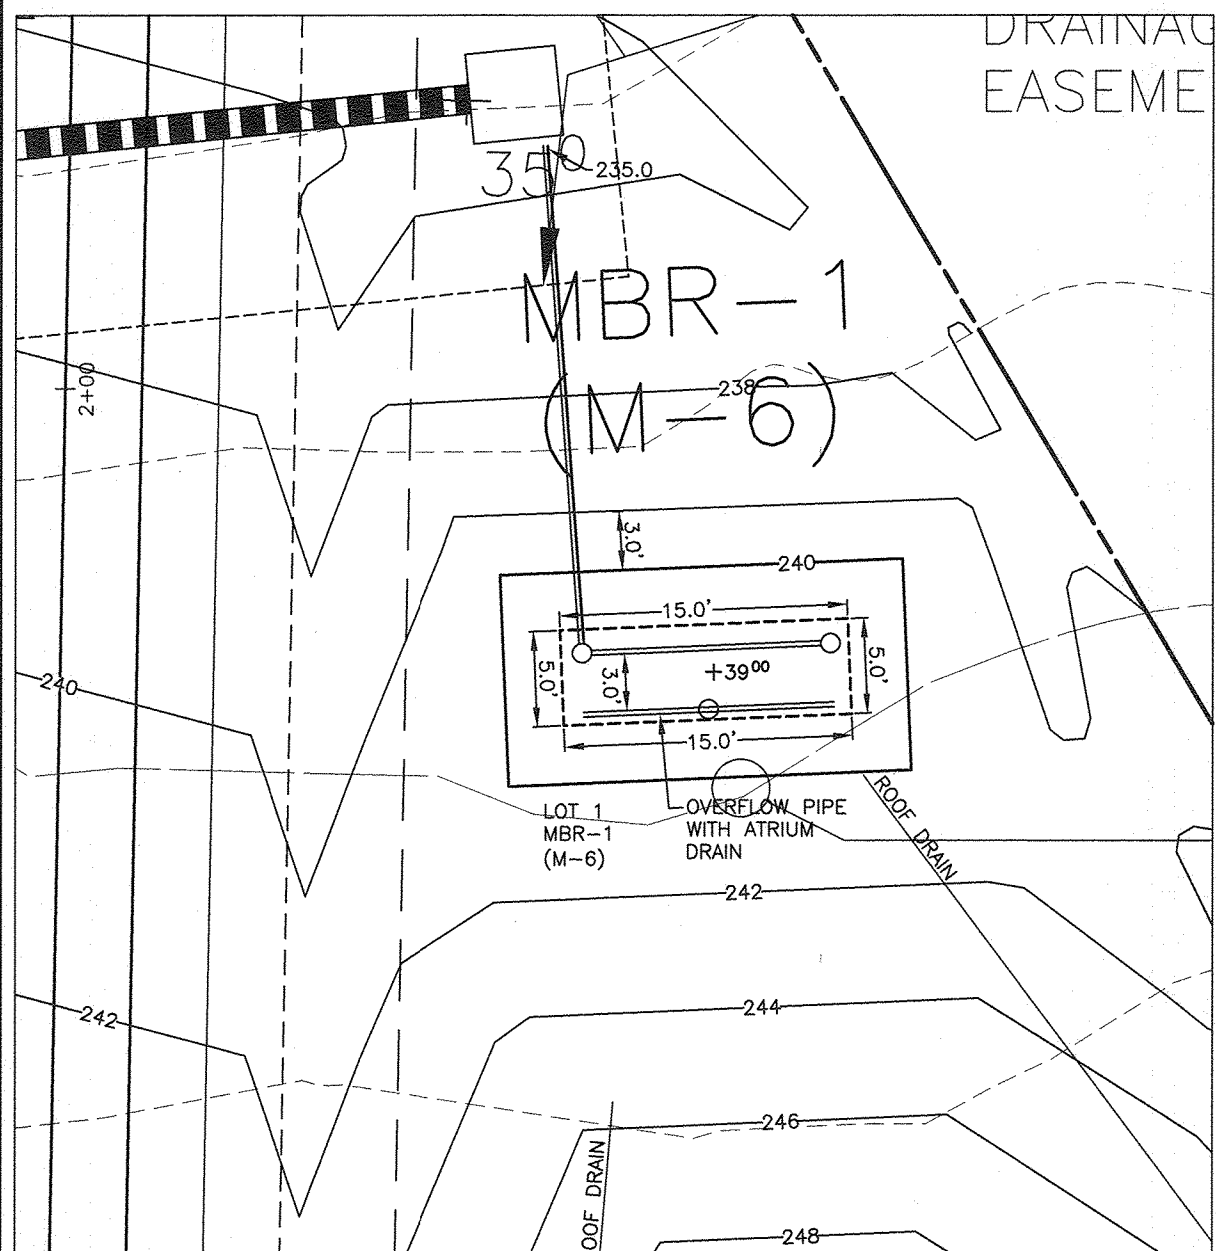 DRAINAG
EASEME
35⁰
235.0
MBR-1
2+00
238
(M-6)
3.0'
240
15.0'
5.0'
3.0'
+39⁰⁰
5.0'
240
15.0'
LOT 1
MBR-1
(M-6)
OVERFLOW PIPE
WITH ATRIUM
DRAIN
ROOF DRAIN
242
244
242
246
OOF DRAIN
248